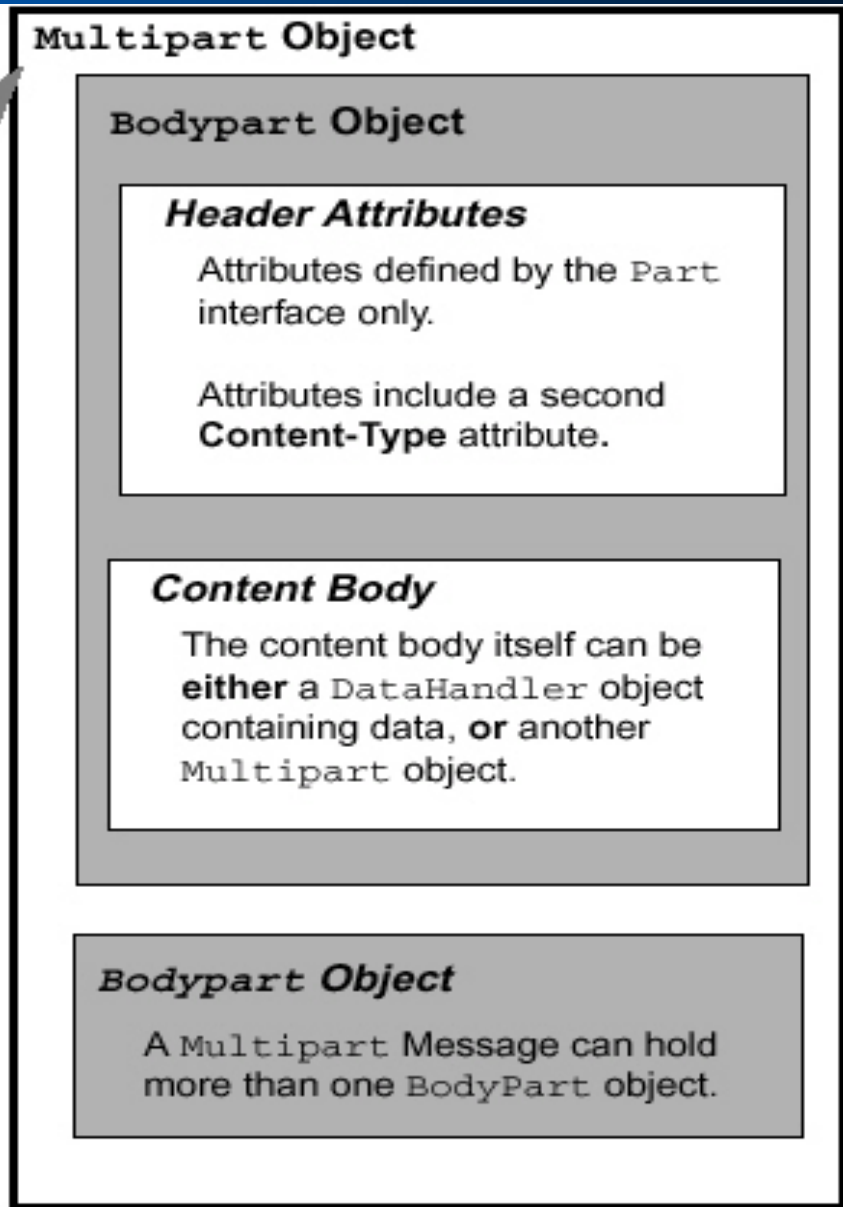 Multipart Object
Bodypart Object
Header Attributes
Attributes defined by the Part
interface only.
Attributes include a second
Content-Type attribute.
Content Body
The content body itself can be
either a DataHandler object
containing data, or another
Multipart object.
Bodypart Object
A Multipart Message can hold
more than one BodyPart object.